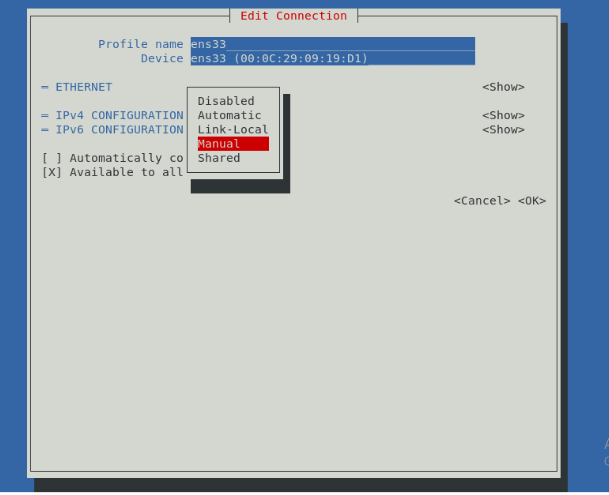 Edit Connection
Profile name ens33
Device ens33 (00:0C:29:09:19:D1)
= ETHERNET <Show>
= IPv4 CONFIGURATION <Show>
= IPv6 CONFIGURATION <Show>
Disabled
Automatic
Link-Local
Manual
Shared
[ ] Automatically co
[X] Available to all
<Cancel> <OK>